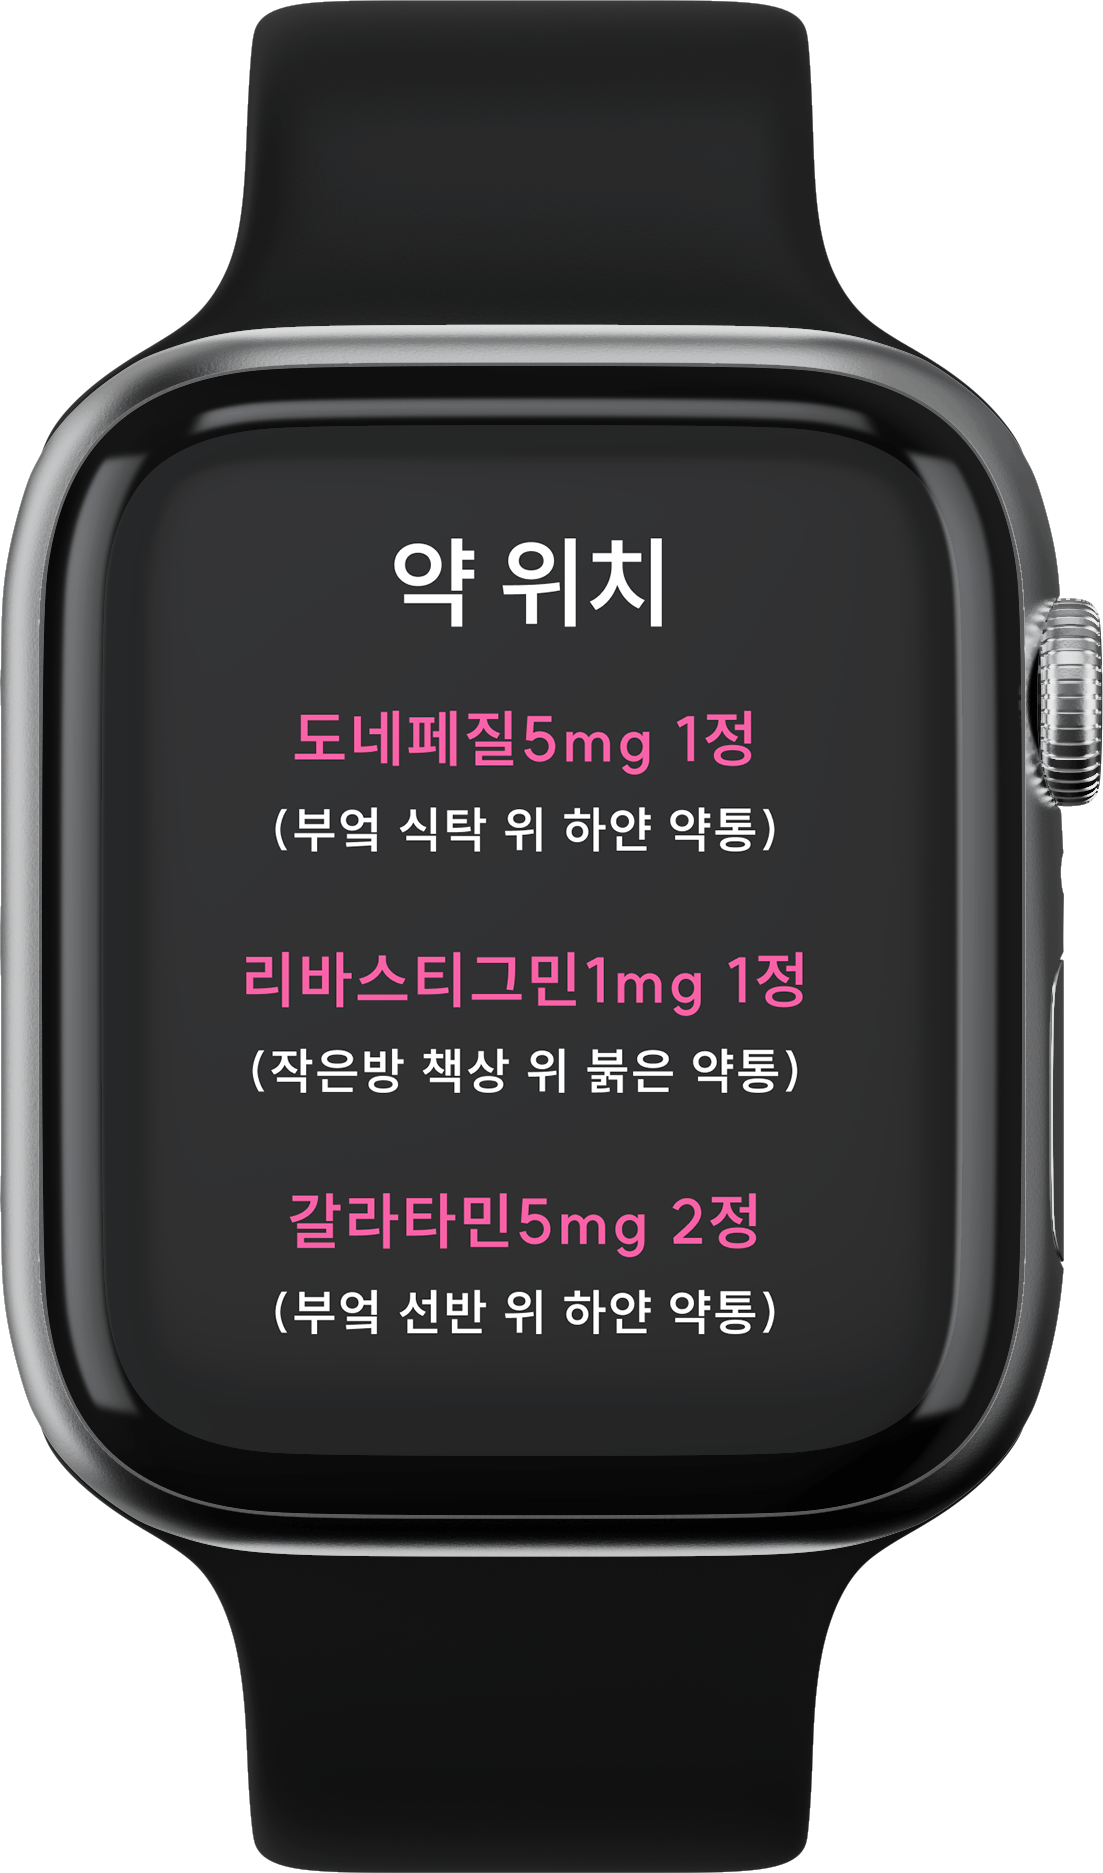 약 위치
도네페질5mg 1정
(부엌 식탁 위 하얀 약통)
리바스티그민1mg 1정
(작은방 책상 위 붉은 약통)
갈라타민5mg 2정
(부엌 선반 위 하얀 약통)